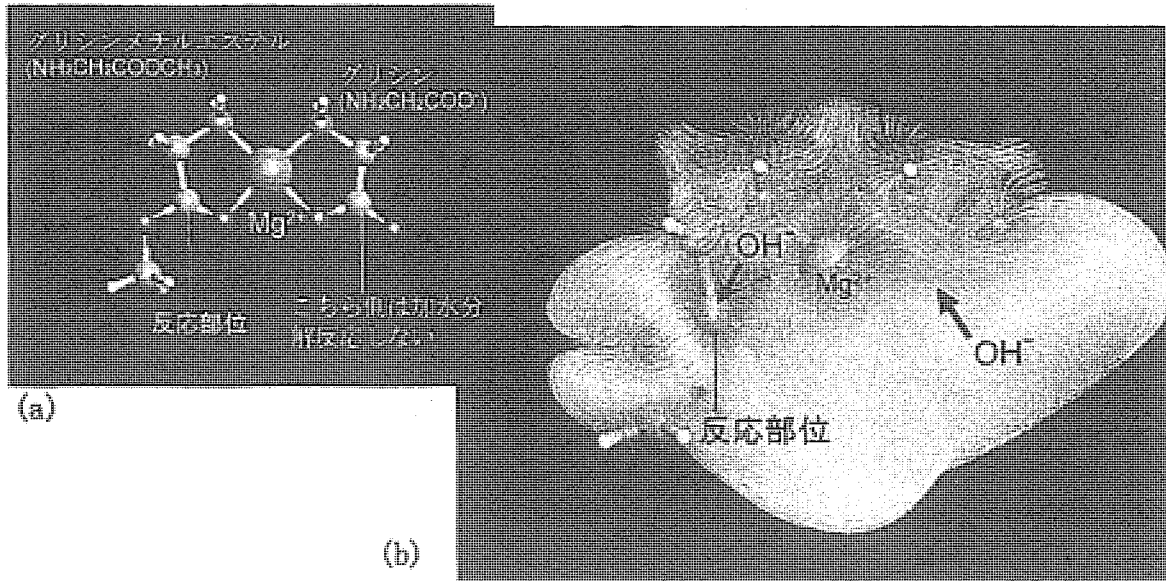 グリシンメチルエステル
(NH₂CH₂COOCH₃)
グリシン
(NH₂CH₂COO⁻)
Mg²⁺
反応部位
こちら側は加水分
解反応しない
(a)
OH⁻
Mg²⁺
OH⁻
反応部位
(b)